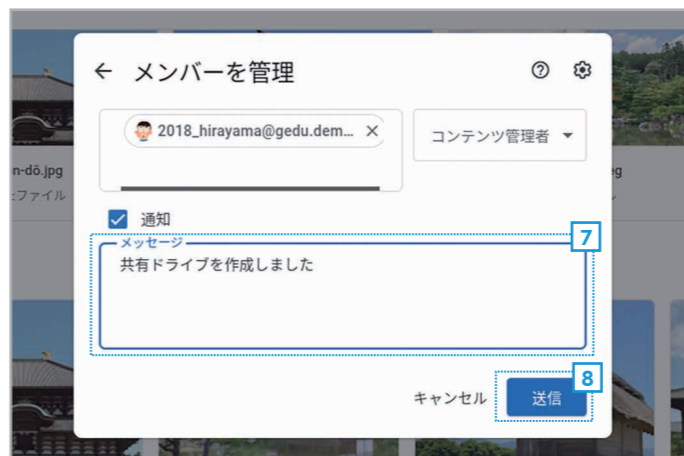 メンバーを管理
2018_hirayama@gedu.dem...
コンテンツ管理者
n-dō.jpg
eg
ファイル
通知
7
メッセージ
共有ドライブを作成しました
8
キャンセル
送信